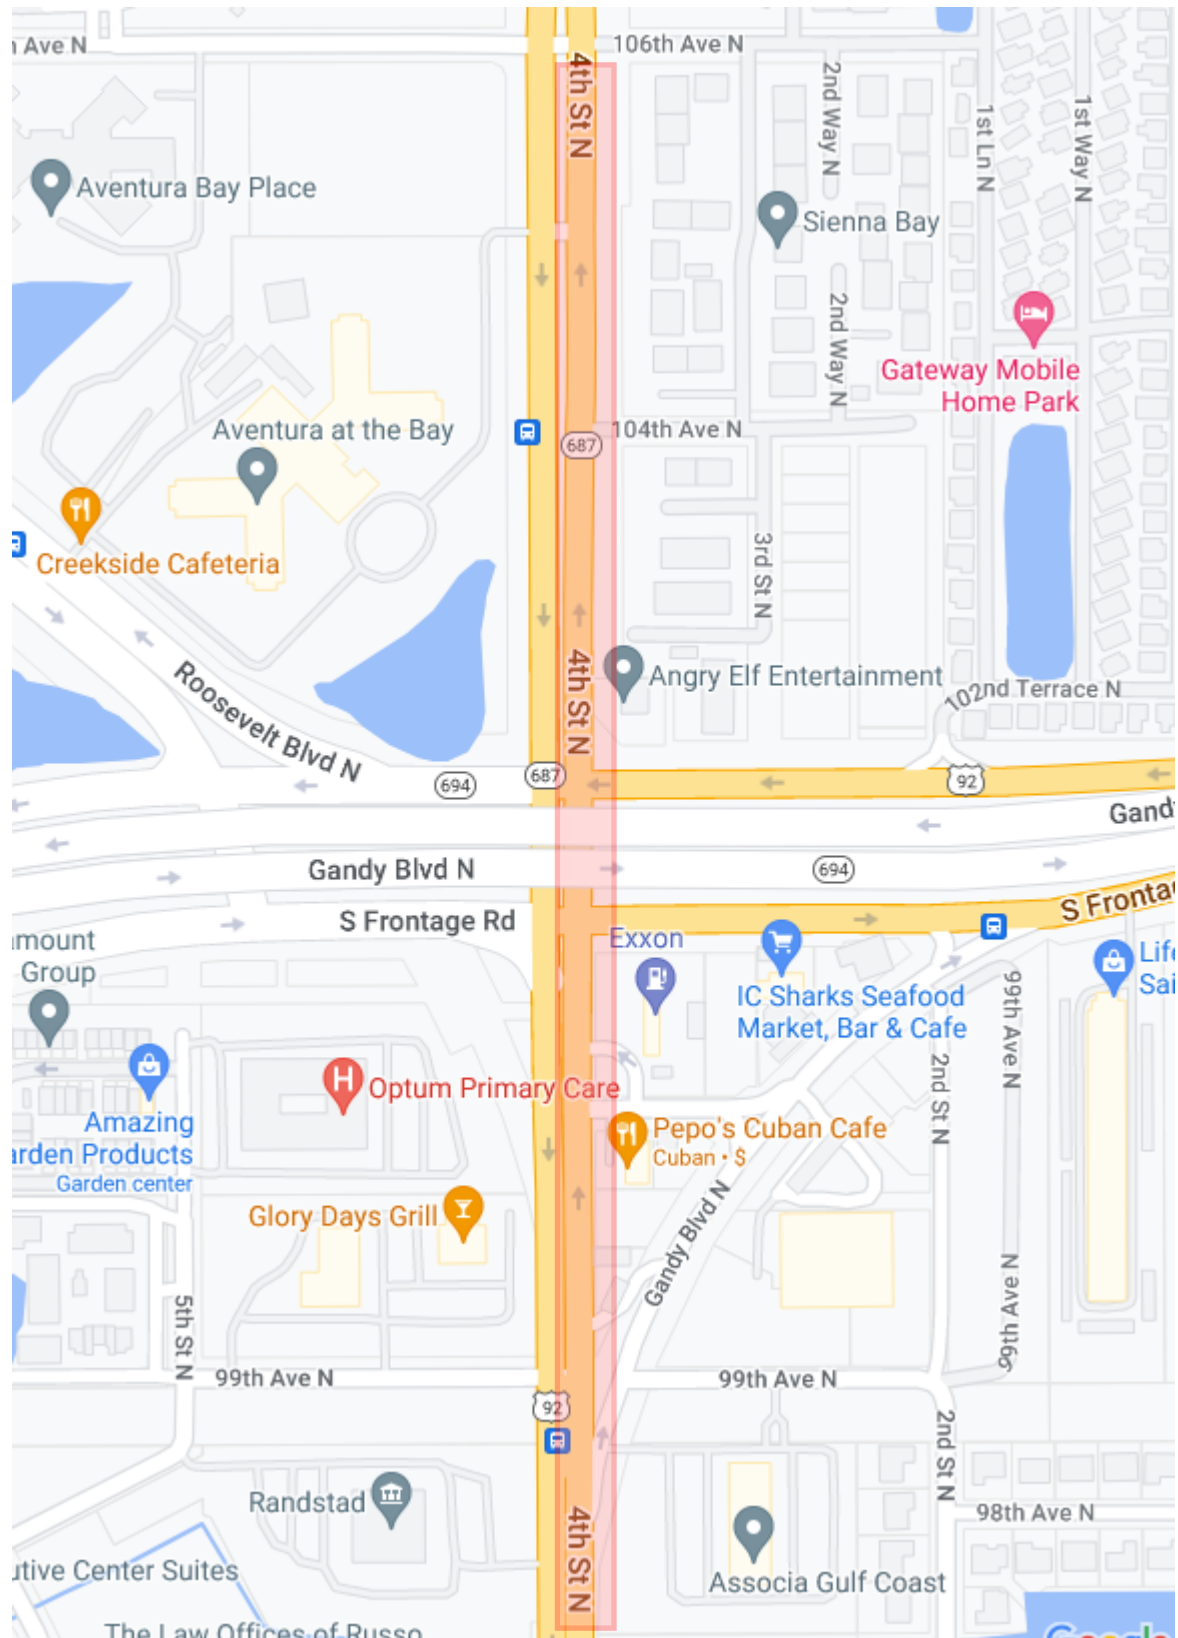 Ave N
106th Ave N
4th St N
2nd Way N
1st Ln N
1st Way N
Aventura Bay Place
Sienna Bay
2nd Way N
Gateway Mobile
Home Park
Aventura at the Bay
104th Ave N
687
Creekside Cafeteria
3rd St N
4th St N
Angry Elf Entertainment
102nd Terrace N
Roosevelt Blvd N
694
687
92
Gand
Gandy Blvd N
694
S Frontage Rd
S Fronta
mount
Group
Exxon
IC Sharks Seafood
Market, Bar & Cafe
Life
Sai
99th Ave N
2nd St N
Optum Primary Care
Amazing
arden Products
Garden center
Pepo's Cuban Cafe
Cuban • $
Glory Days Grill
Gandy Blvd N
5th St N
99th Ave N
99th Ave N
99th Ave N
92
2nd St N
Randstad
4th St N
98th Ave N
utive Center Suites
Associa Gulf Coast
The Law Offices of Russo
Google